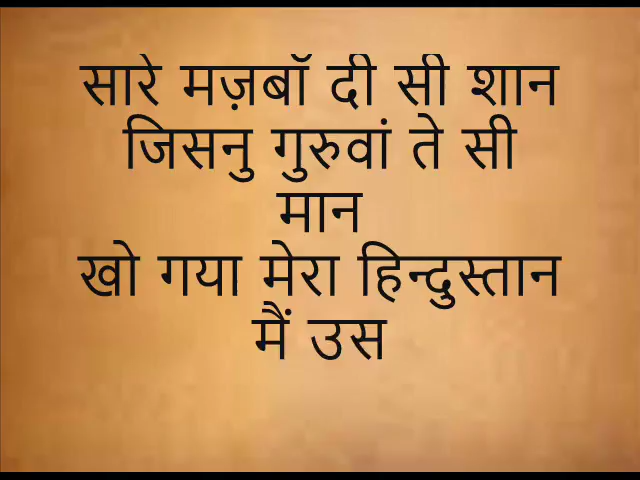 सारे मज़बॉ दी सी शान
जिसनु गुरुवां ते सी
मान
खो गया मेरा हिन्दुस्तान
मैं उस